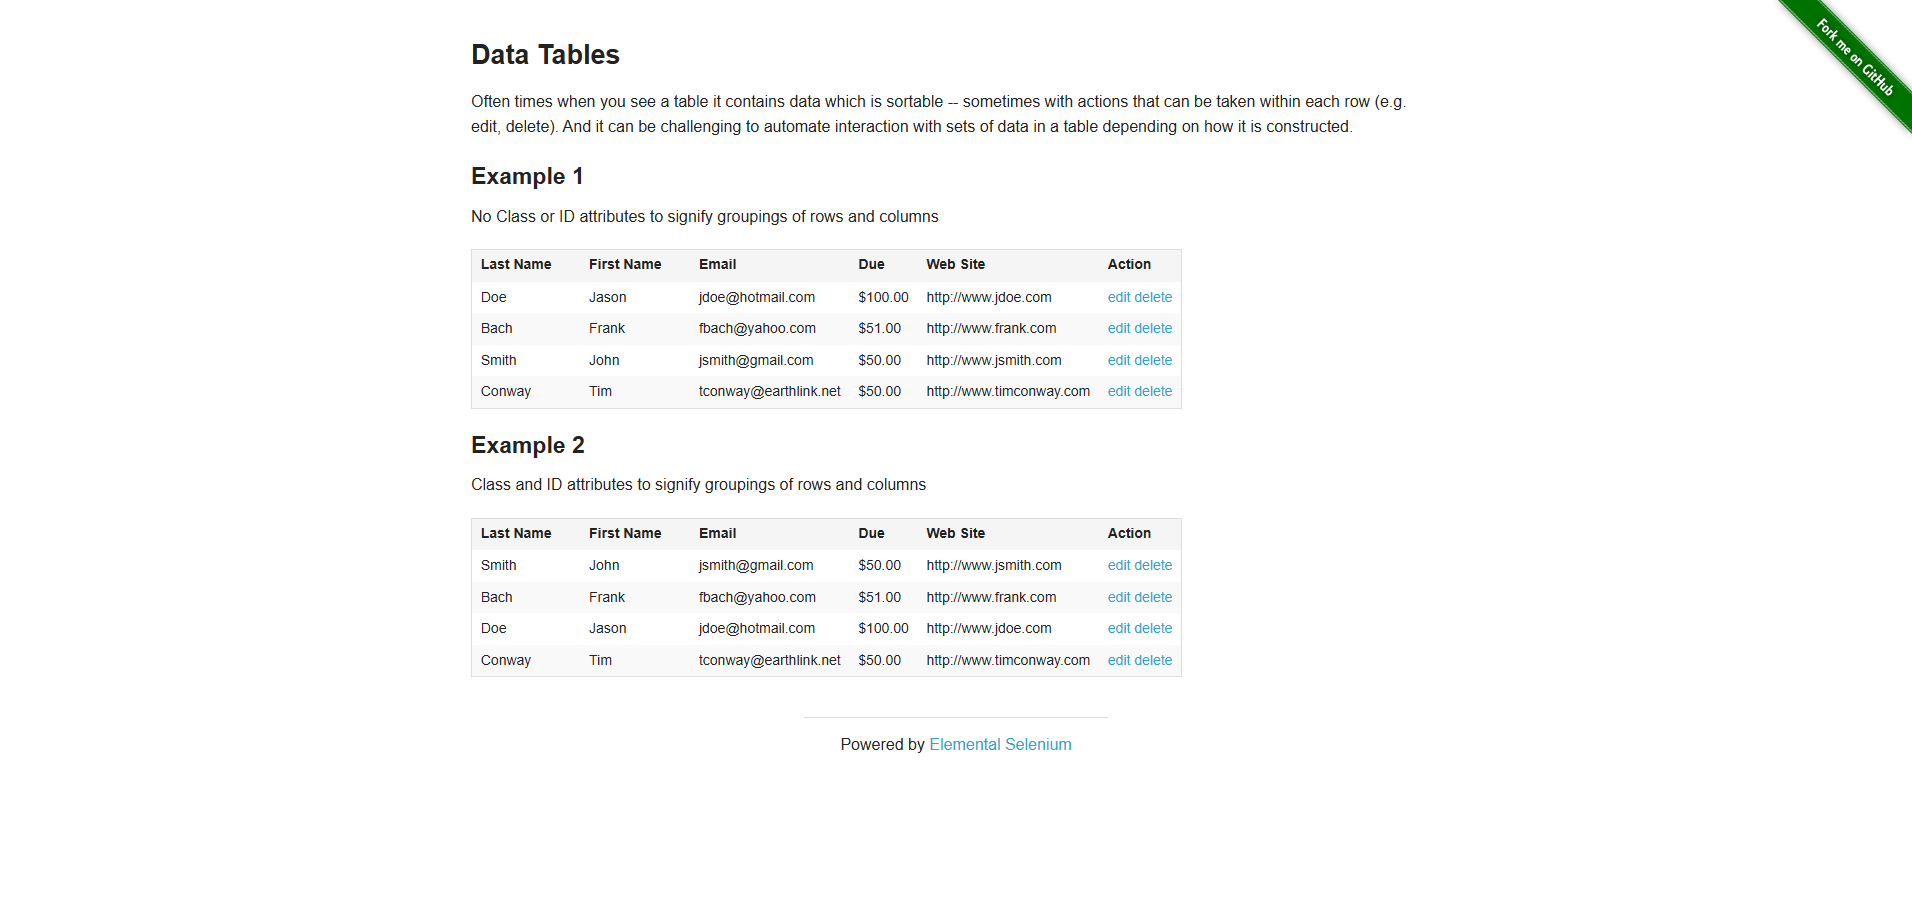 Fork me on GitHub
Data Tables
Often times when you see a table it contains data which is sortable -- sometimes with actions that can be taken within each row (e.g.
edit, delete). And it can be challenging to automate interaction with sets of data in a table depending on how it is constructed.
Example 1
No Class or ID attributes to signify groupings of rows and columns
Last Name First Name Email Due Web Site Action
Doe Jason jdoe@hotmail.com $100.00 http://www.jdoe.com edit delete
Bach Frank fbach@yahoo.com $51.00 http://www.frank.com edit delete
Smith John jsmith@gmail.com $50.00 http://www.jsmith.com edit delete
Conway Tim tconway@earthlink.net $50.00 http://www.timconway.com edit delete
Example 2
Class and ID attributes to signify groupings of rows and columns
Last Name First Name Email Due Web Site Action
Smith John jsmith@gmail.com $50.00 http://www.jsmith.com edit delete
Bach Frank fbach@yahoo.com $51.00 http://www.frank.com edit delete
Doe Jason jdoe@hotmail.com $100.00 http://www.jdoe.com edit delete
Conway Tim tconway@earthlink.net $50.00 http://www.timconway.com edit delete
Powered by Elemental Selenium